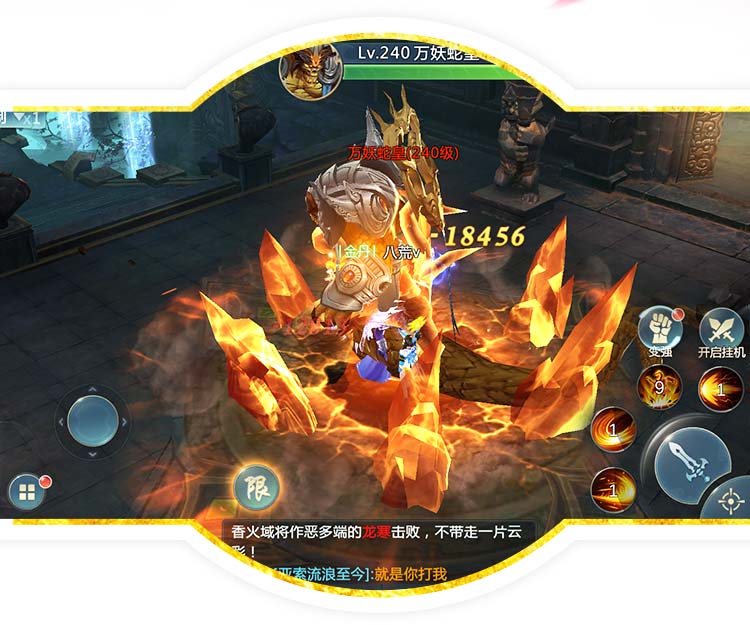 Lv.240 万妖蛇皇
x1
万妖蛇皇(240级)
-18456
金丹 八荒
变强
开启挂机
9
1
1
1
限
香火域将作恶多端的龙寒击败，不带走一片云
彩！
亚索流浪至今]:就是你打我